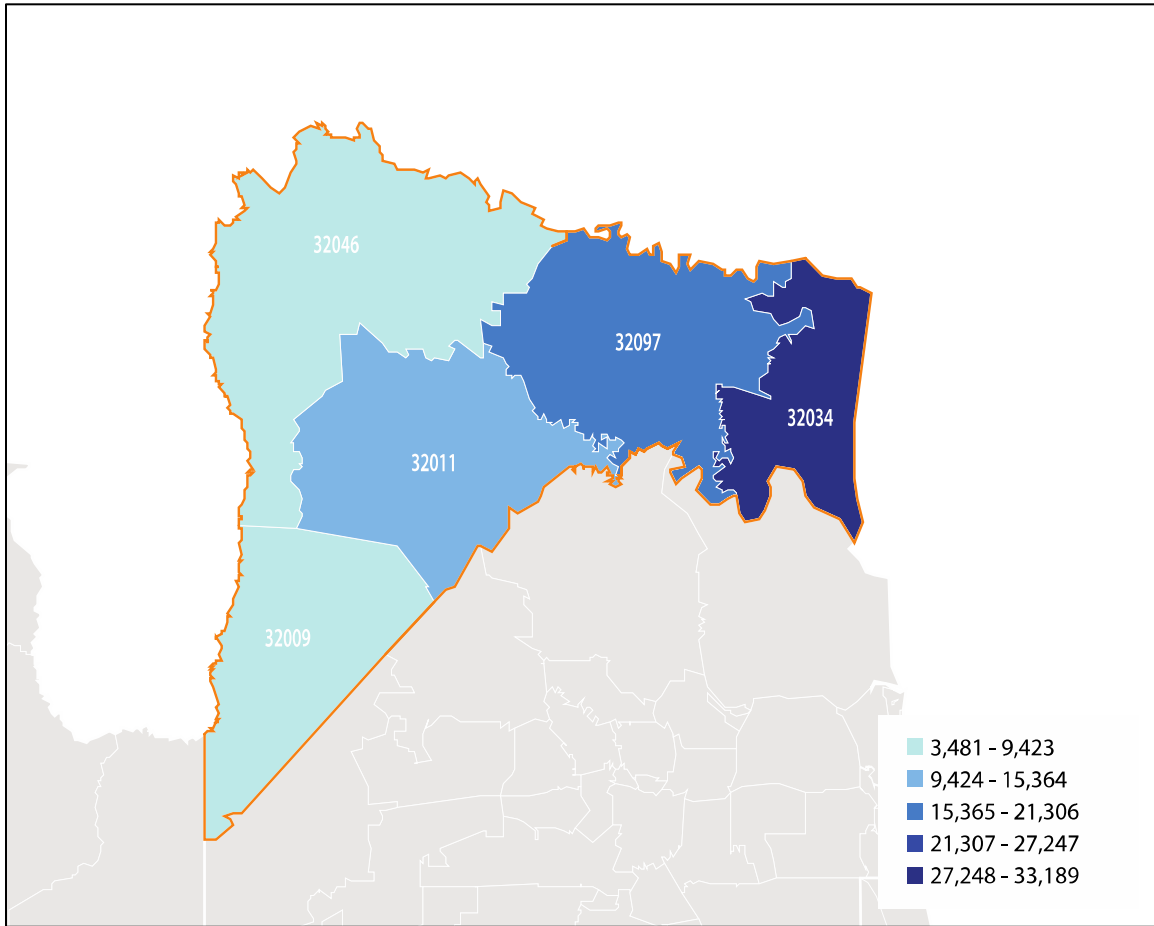 32046
32097
32034
32011
32009
3,481 - 9,423
9,424 - 15,364
15,365 - 21,306
21,307 - 27,247
27,248 - 33,189